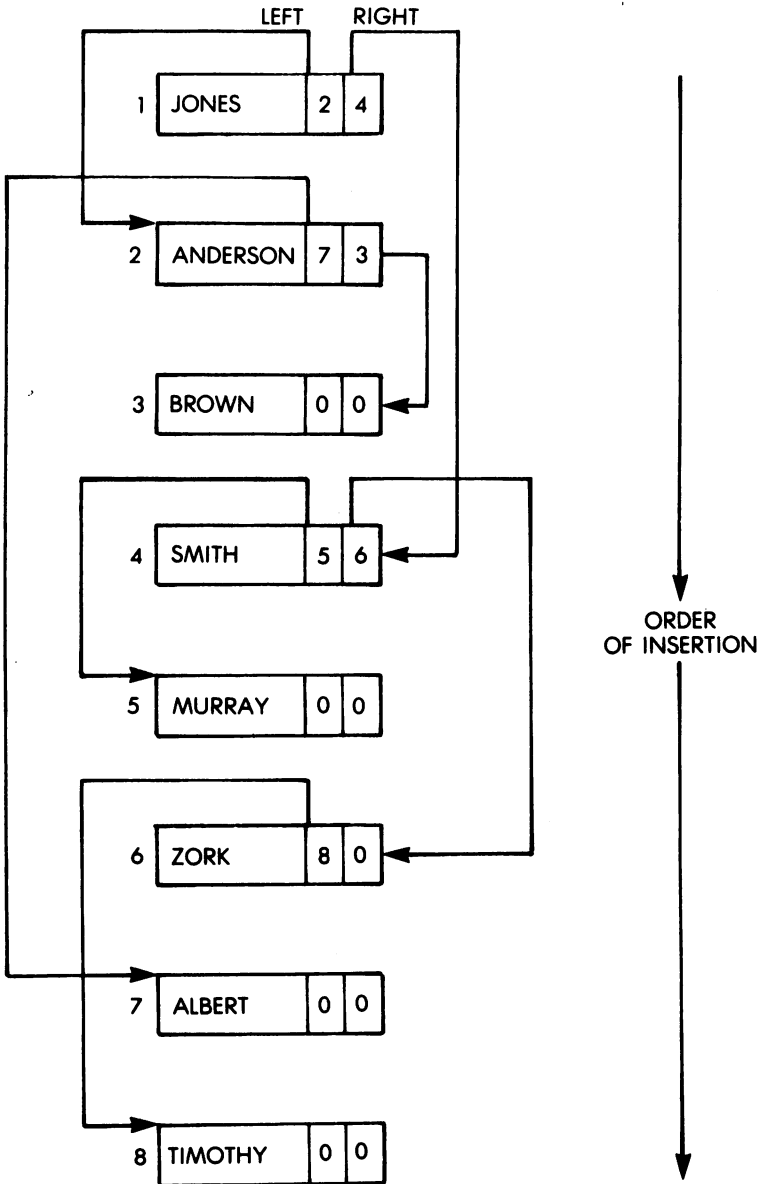 LEFT RIGHT
1 JONES 2 4
2 ANDERSON 7 3
3 BROWN 0 0
4 SMITH 5 6
ORDER
OF INSERTION
5 MURRAY 0 0
6 ZORK 8 0
7 ALBERT 0 0
8 TIMOTHY 0 0